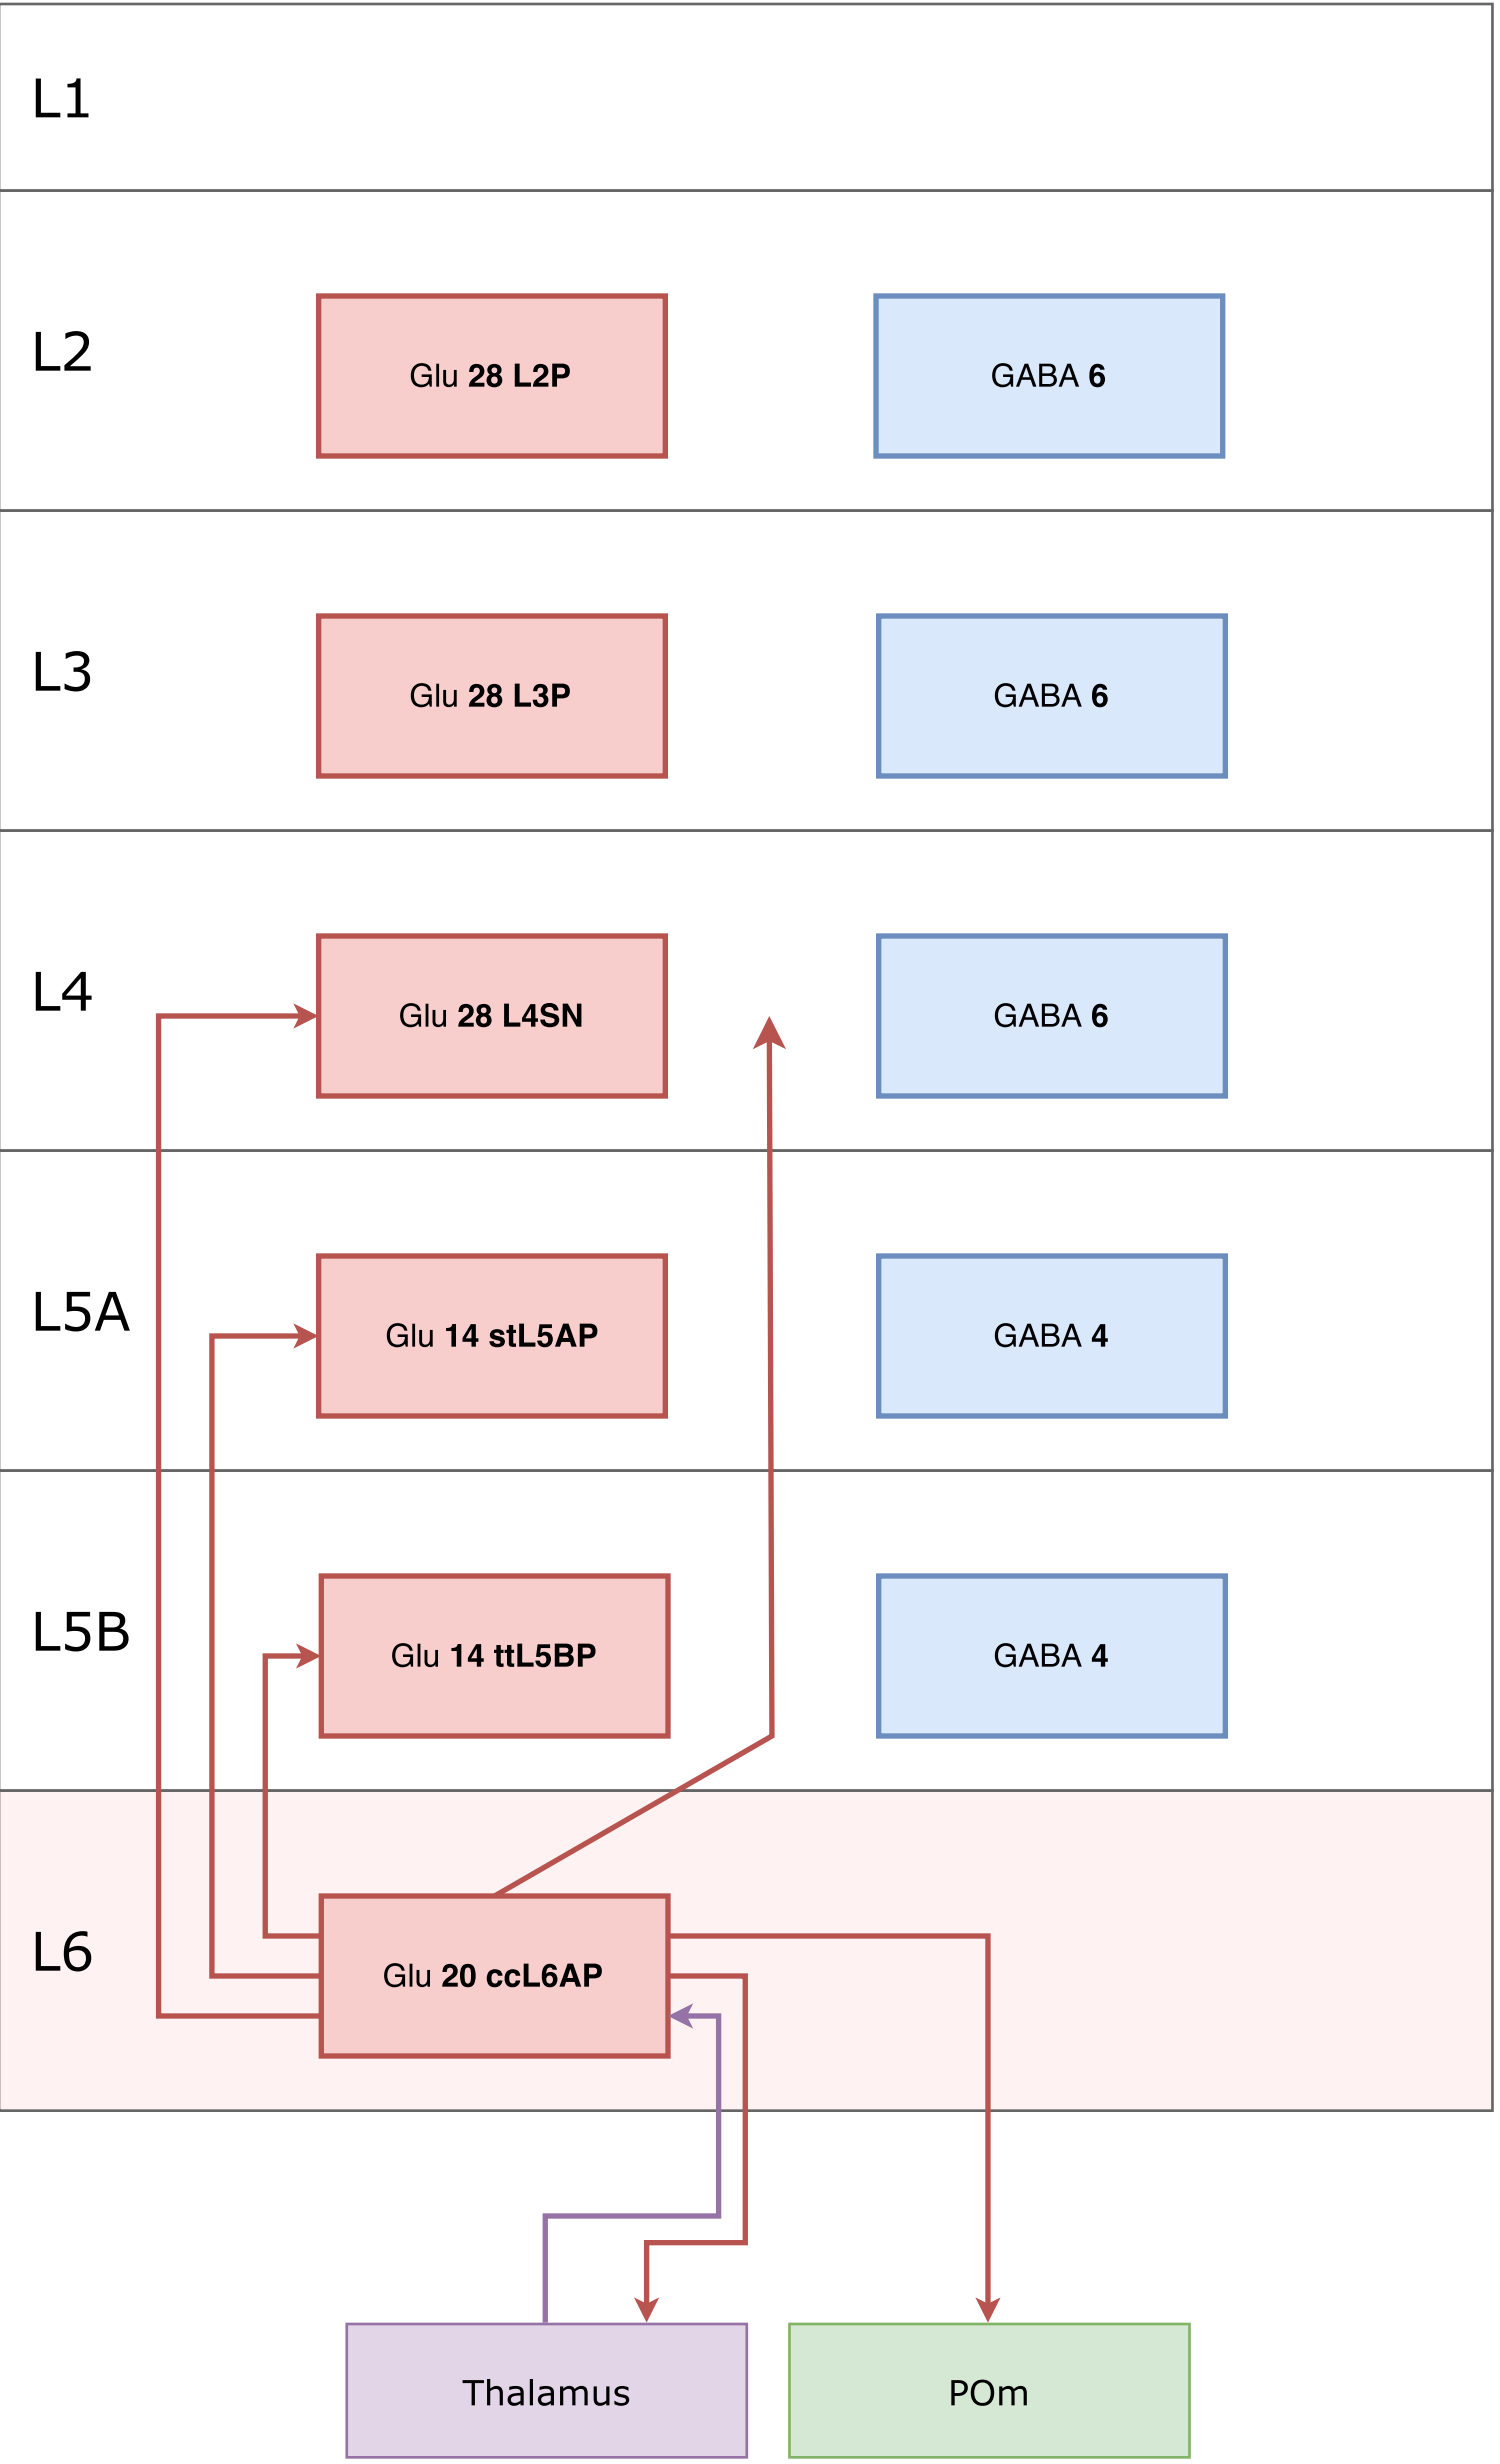 L1
L2
Glu 28 L2P
GABA 6
L3
Glu 28 L3P
GABA 6
L4
Glu 28 L4SN
GABA 6
L5A
Glu 14 stL5AP
GABA 4
L5B
Glu 14 ttL5BP
GABA 4
L6
Glu 20 ccL6AP
Thalamus
POm